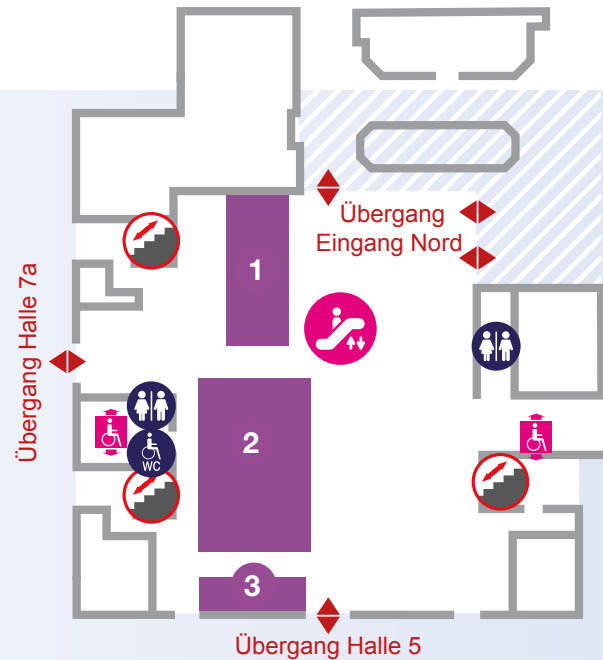 Übergang
Eingang Nord
1
Übergang Halle 7a
2
WC
3
Übergang Halle 5